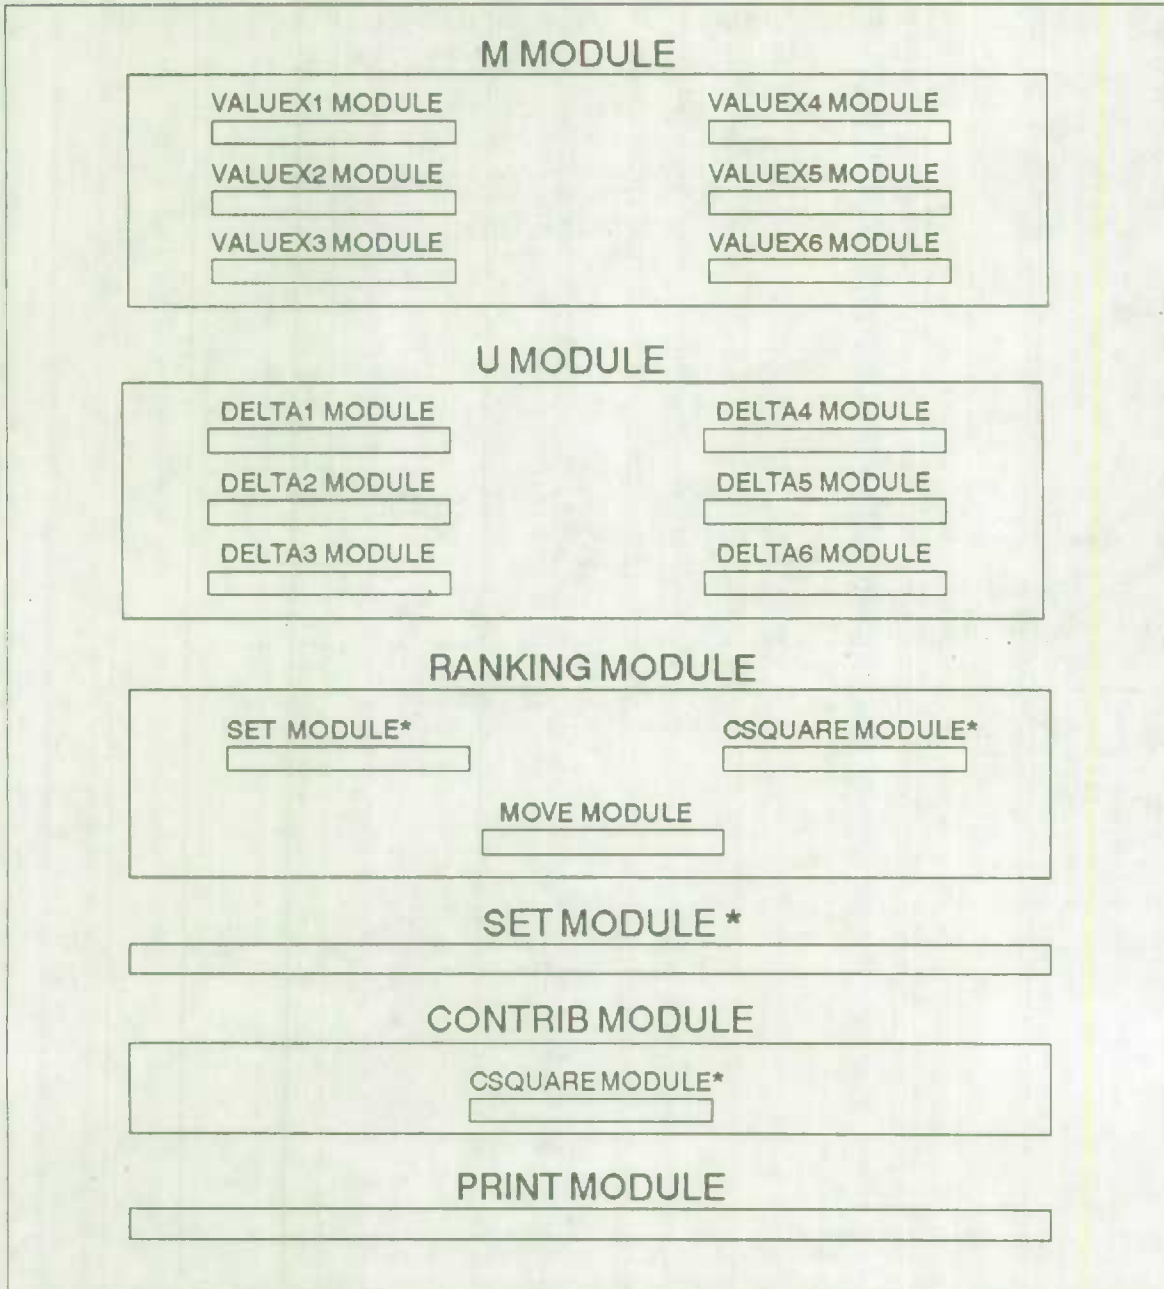 M MODULE
VALUEX1 MODULE
VALUEX4 MODULE
VALUEX2 MODULE
VALUEX5 MODULE
VALUEX3 MODULE
VALUEX6 MODULE
U MODULE
DELTA1 MODULE
DELTA4 MODULE
DELTA2 MODULE
DELTA5 MODULE
DELTA3 MODULE
DELTA6 MODULE
RANKING MODULE
SET MODULE*
CSQUARE MODULE*
MOVE MODULE
SET MODULE *
CONTRIB MODULE
CSQUARE MODULE*
PRINT MODULE